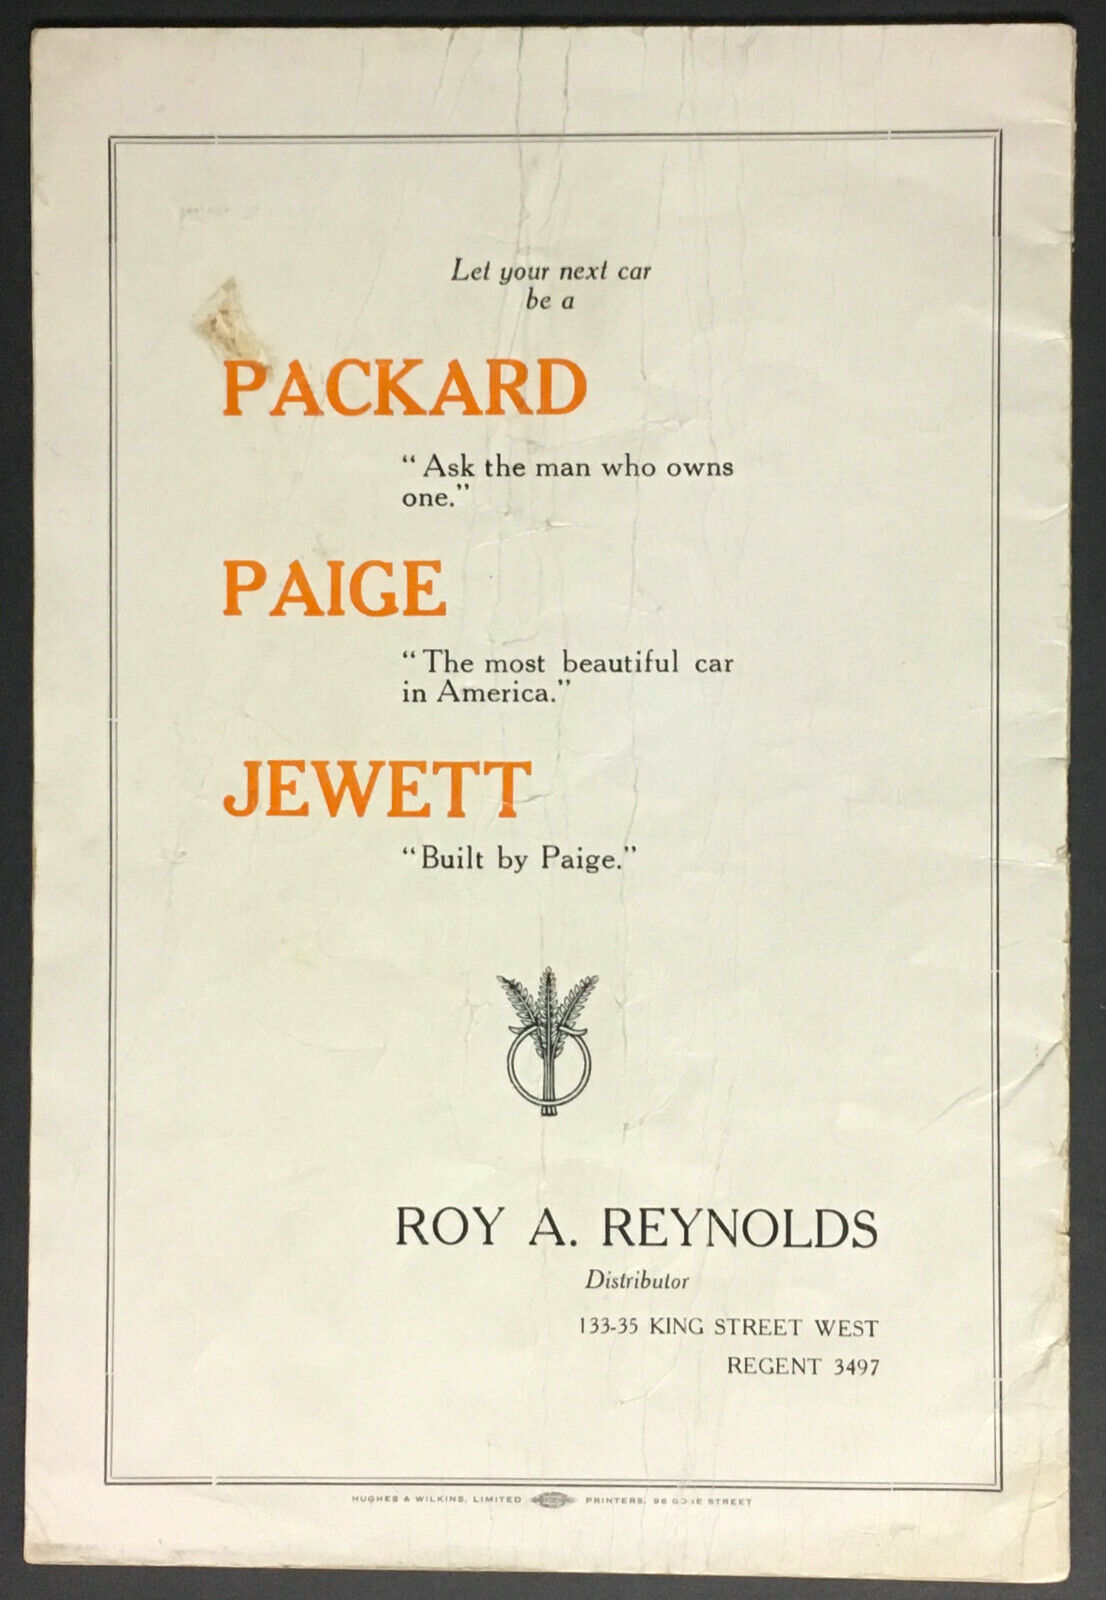 Let your next car
be a
PACKARD
“Ask the man who owns
one.”
PAIGE
“The most beautiful car
in America.”
JEWETT
“Built by Paige.”
ROY A. REYNOLDS
Distributor
133-35 KING STREET WEST
REGENT 3497
HUGHES & WILKINS, LIMITED PRINTERS, 96 STREET